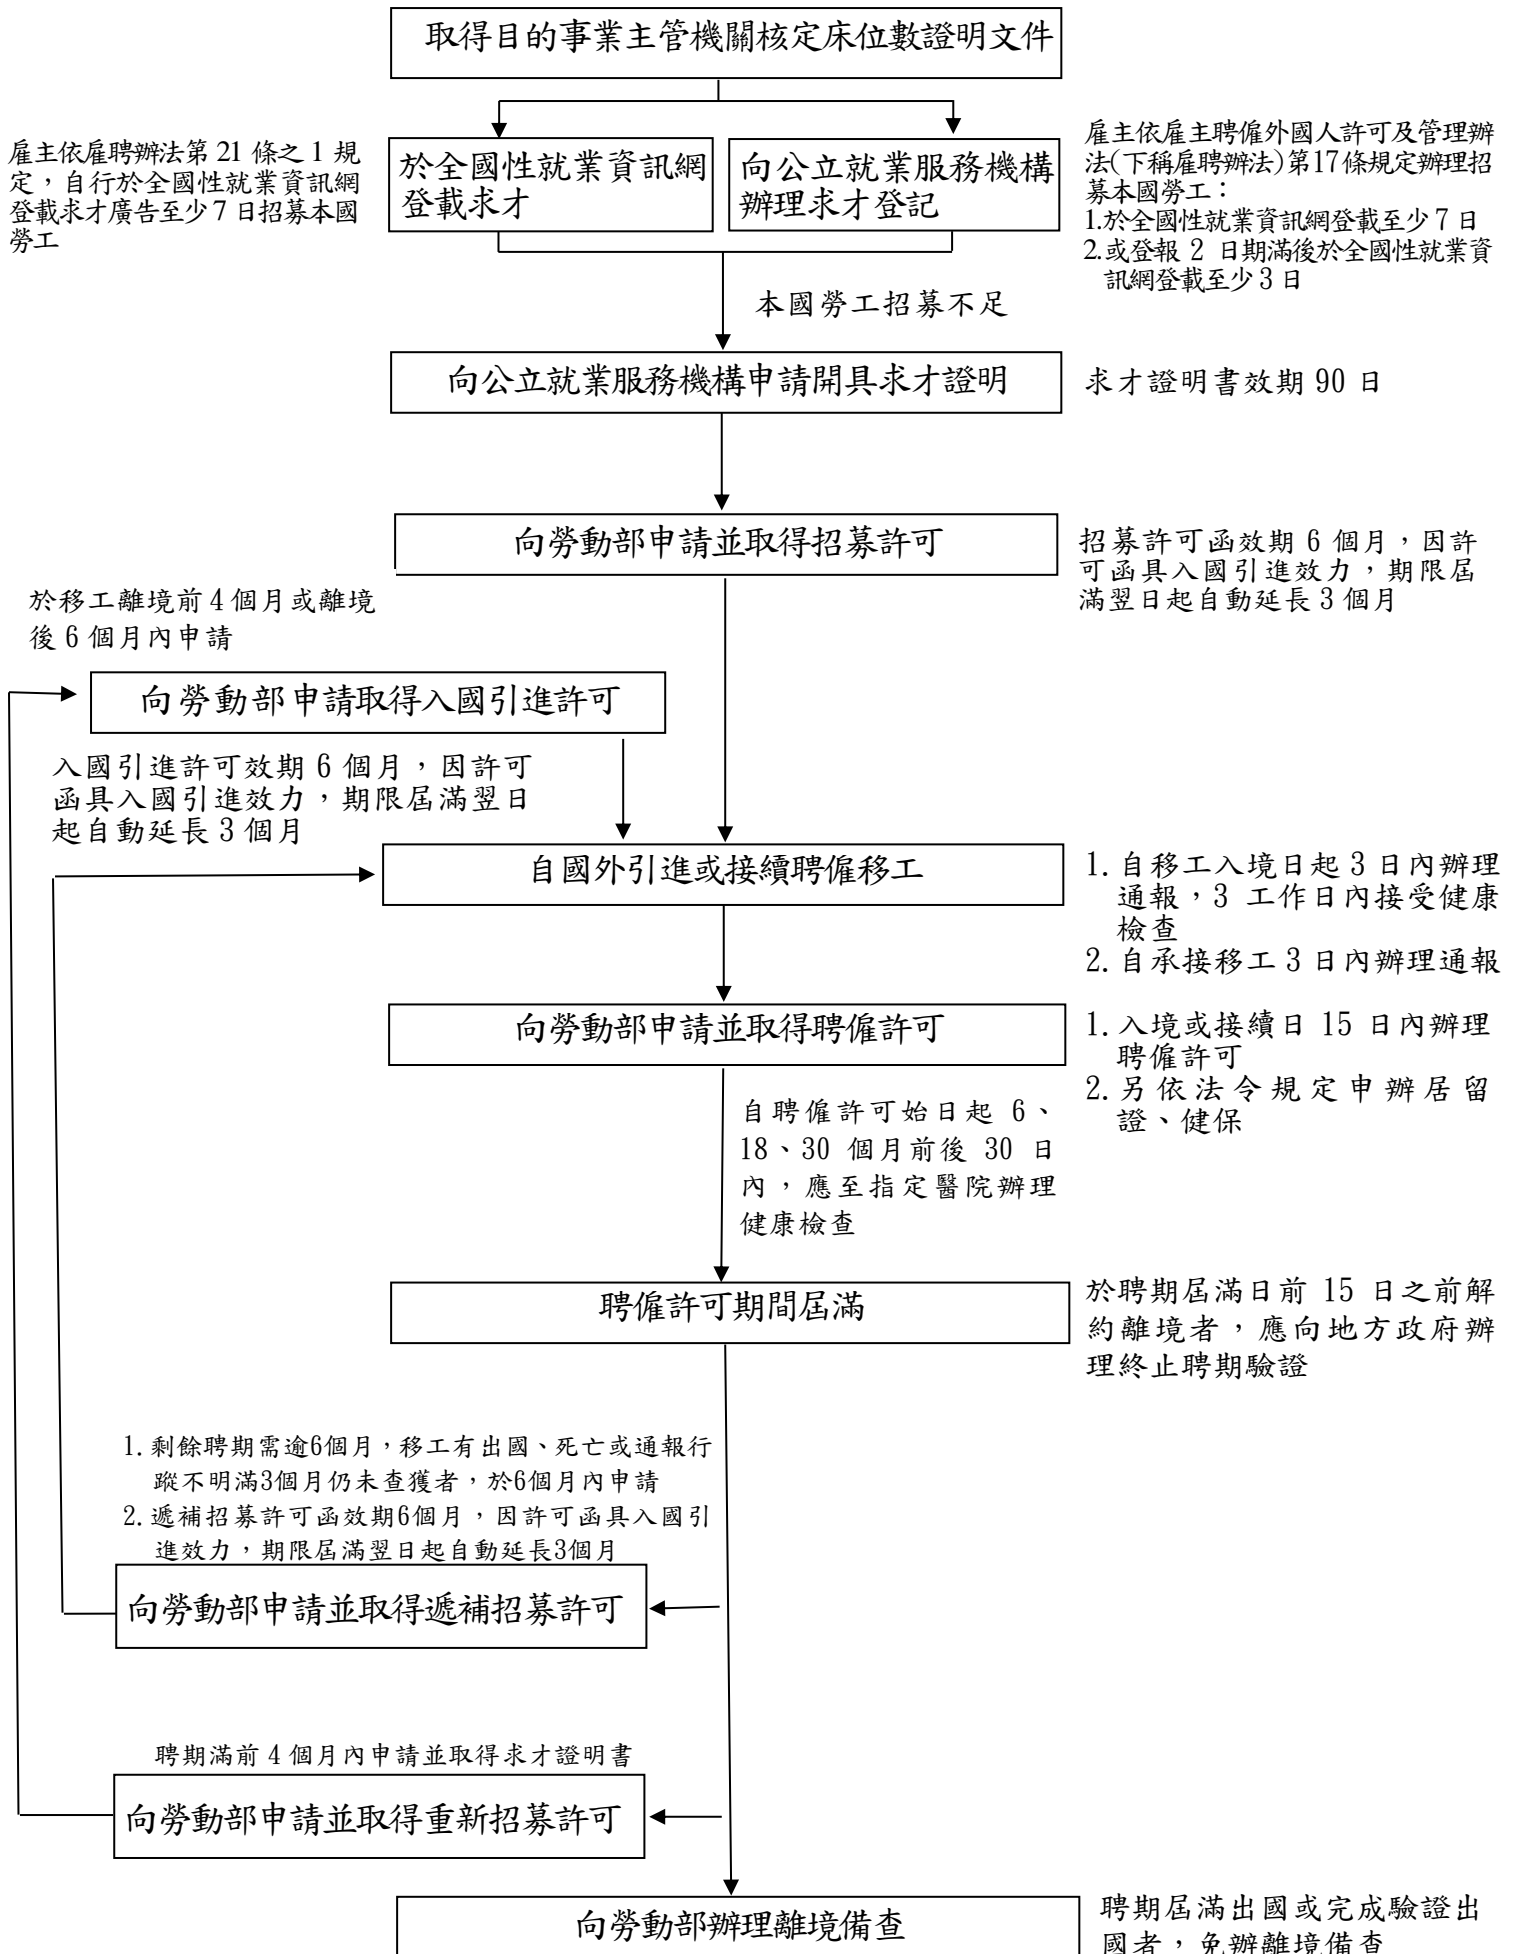 取得目的事業主管機關核定床位數證明文件
雇主依雇聘辦法第 21 條之 1 規
定，自行於全國性就業資訊網
登載求才廣告至少 7 日招募本國
勞工
於全國性就業資訊網
登載求才
向公立就業服務機構
辦理求才登記
雇主依雇主聘僱外國人許可及管理辦
法(下稱雇聘辦法)第17條規定辦理招
募本國勞工：
1.於全國性就業資訊網登載至少 7 日
2.或登報 2 日期滿後於全國性就業資
訊網登載至少 3 日
本國勞工招募不足
向公立就業服務機構申請開具求才證明
求才證明書效期 90 日
向勞動部申請並取得招募許可
招募許可函效期 6 個月，因許
可函具入國引進效力，期限屆
滿翌日起自動延長 3 個月
於移工離境前 4 個月或離境
後 6 個月內申請
向勞動部申請取得入國引進許可
入國引進許可效期 6 個月，因許可
函具入國引進效力，期限屆滿翌日
起自動延長 3 個月
自國外引進或接續聘僱移工
1. 自移工入境日起 3 日內辦理
通報，3 工作日內接受健康
檢查
2. 自承接移工 3 日內辦理通報
向勞動部申請並取得聘僱許可
1. 入境或接續日 15 日內辦理
聘僱許可
2. 另依法令規定申辦居留
證、健保
自聘僱許可始日起 6、
18、30 個月前後 30 日
內，應至指定醫院辦理
健康檢查
聘僱許可期間屆滿
於聘期屆滿日前 15 日之前解
約離境者，應向地方政府辦
理終止聘期驗證
1. 剩餘聘期需逾6個月，移工有出國、死亡或通報行
蹤不明滿3個月仍未查獲者，於6個月內申請
2. 遞補招募許可函效期6個月，因許可函具入國引
進效力，期限屆滿翌日起自動延長3個月
向勞動部申請並取得遞補招募許可
聘期滿前 4 個月內申請並取得求才證明書
向勞動部申請並取得重新招募許可
向勞動部辦理離境備查
聘期屆滿出國或完成驗證出
國者，免辦離境備查